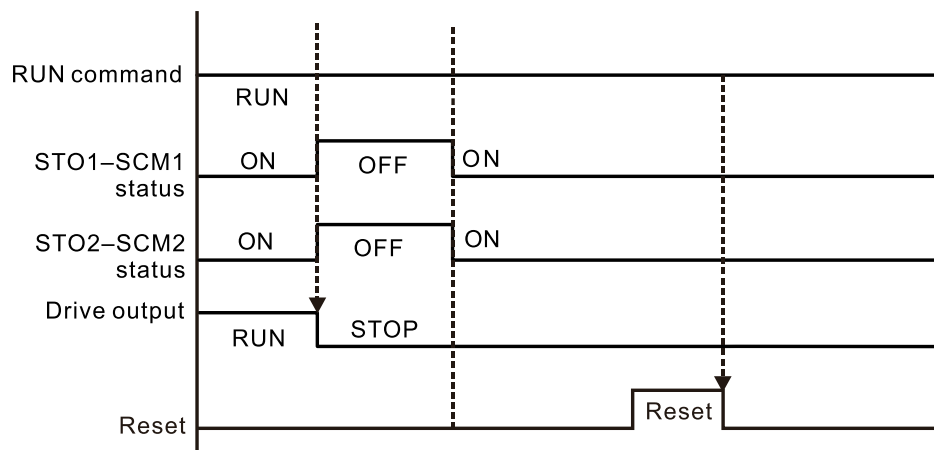 RUN command
RUN
STO1–SCM1
status
ON
OFF
ON
STO2–SCM2
status
ON
OFF
ON
Drive output
RUN
STOP
Reset
Reset